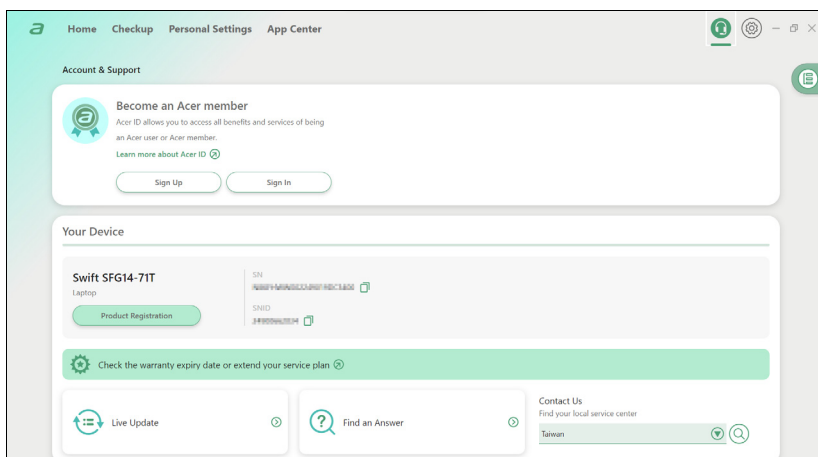 a Home Checkup Personal Settings App Center
Account & Support
Become an Acer member
Acer ID allows you to access all benefits and services of being
an Acer user or Acer member.
Learn more about Acer ID
Sign Up Sign In
Your Device
Swift SFG14-71T
Laptop
Product Registration
SN
SNID
Check the warranty expiry date or extend your service plan
Live Update
Find an Answer
Contact Us
Find your local service center
Taiwan